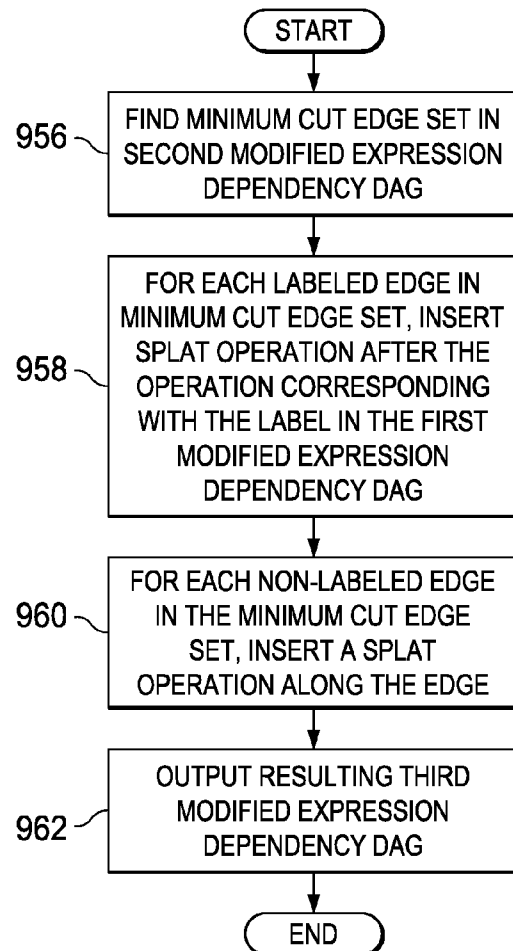 START
956
FIND MINIMUM CUT EDGE SET IN
SECOND MODIFIED EXPRESSION
DEPENDENCY DAG
958
FOR EACH LABELED EDGE IN
MINIMUM CUT EDGE SET, INSERT
SPLAT OPERATION AFTER THE
OPERATION CORRESPONDING
WITH THE LABEL IN THE FIRST
MODIFIED EXPRESSION
DEPENDENCY DAG
960
FOR EACH NON-LABELED EDGE
IN THE MINIMUM CUT EDGE
SET, INSERT A SPLAT
OPERATION ALONG THE EDGE
962
OUTPUT RESULTING THIRD
MODIFIED EXPRESSION
DEPENDENCY DAG
END